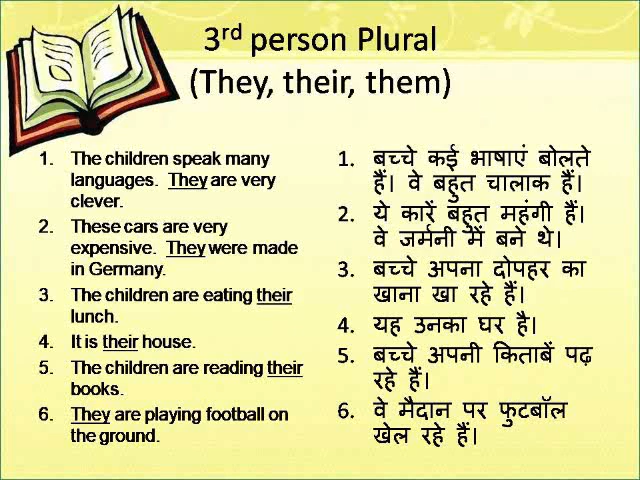 3rd person Plural
(They, their, them)
1. The children speak many
languages. They are very
clever.
2. These cars are very
expensive. They were made
in Germany.
3. The children are eating their
lunch.
4. It is their house.
5. The children are reading their
books.
6. They are playing football on
the ground.
1. बच्चे कई भाषाएं बोलते
हैं। वे बहुत चालाक हैं।
2. ये कारें बहुत महंगी हैं।
वे जर्मनी में बने थे।
3. बच्चे अपना दोपहर का
खाना खा रहे हैं।
4. यह उनका घर है।
5. बच्चे अपनी किताबें पढ़
रहे हैं।
6. वे मैदान पर फुटबॉल
खेल रहे हैं।